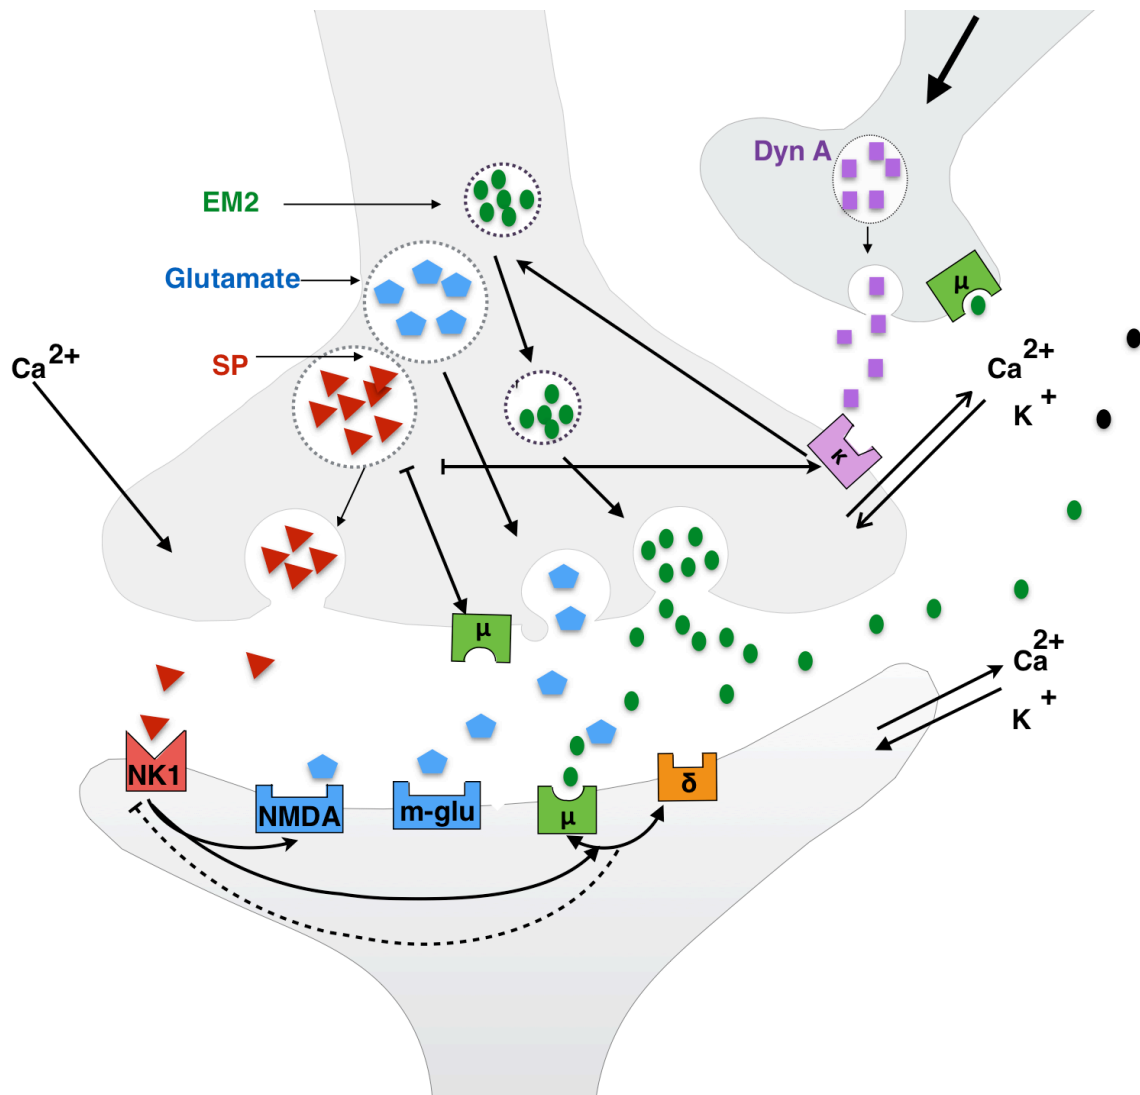 Dyn A
EM2
μ
Glutamate
Ca2+
SP
Ca2+
K+
κ
μ
Ca2+
K+
NK1
δ
NMDA
m-glu
μ